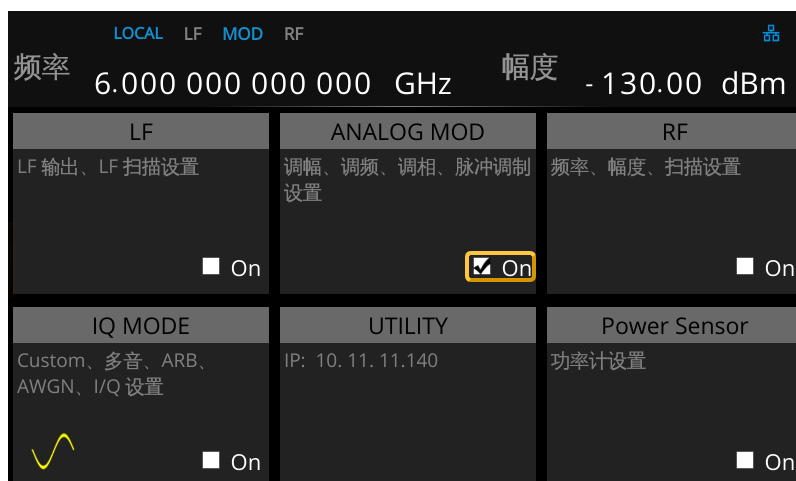 LOCAL LF MOD RF
频率 6.000 000 000 000 GHz 幅度 -130.00 dBm
LF
LF 输出、LF 扫描设置
On
ANALOG MOD
调幅、调频、调相、脉冲调制
设置
On
RF
频率、幅度、扫描设置
On
IQ MODE
Custom、多音、ARB、
AWGN、I/Q 设置
On
UTILITY
IP: 10. 11. 11.140
Power Sensor
功率计设置
On